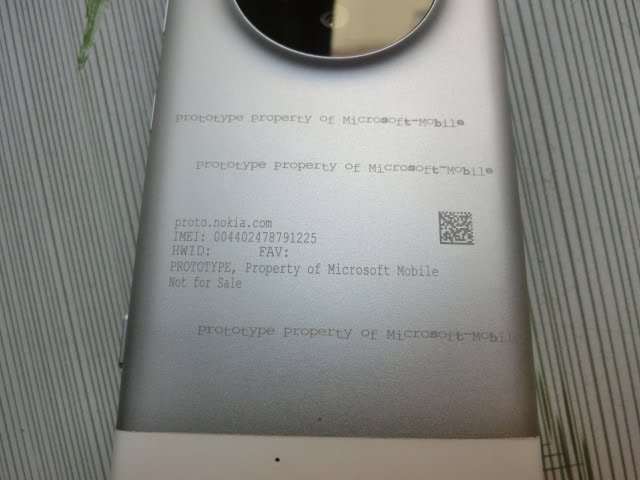 prototype property of Microsoft-Mobile
prototype property of Microsoft-Mobile
proto.nokia.com
IMEI: 004402478791225
HWID: FAV:
PROTOTYPE, Property of Microsoft Mobile
Not for Sale
prototype property of Microsoft-Mobil